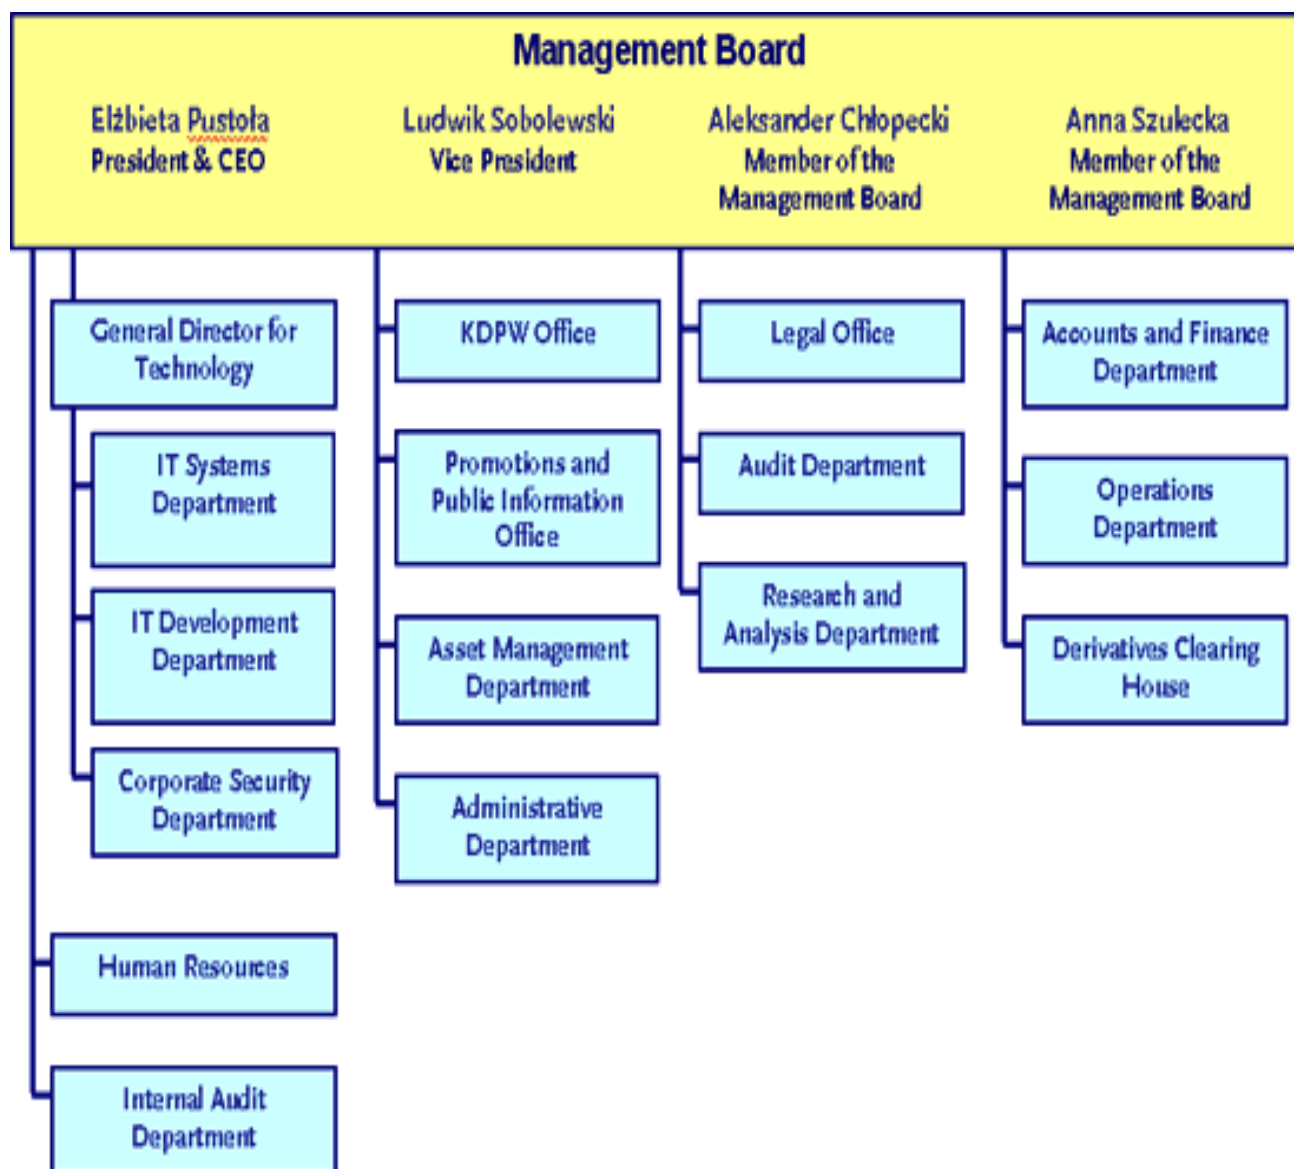 Management Board
Elżbieta Pustoła
President & CEO
Ludwik Sobolewski
Vice President
Aleksander Chłopecki
Member of the
Management Board
Anna Szulecka
Member of the
Management Board
General Director for
Technology
IT Systems
Department
IT Development
Department
Corporate Security
Department
Human Resources
Internal Audit
Department
KDPW Office
Promotions and
Public Information
Office
Asset Management
Department
Administrative
Department
Legal Office
Audit Department
Research and
Analysis Department
Accounts and Finance
Department
Operations
Department
Derivatives Clearing
House